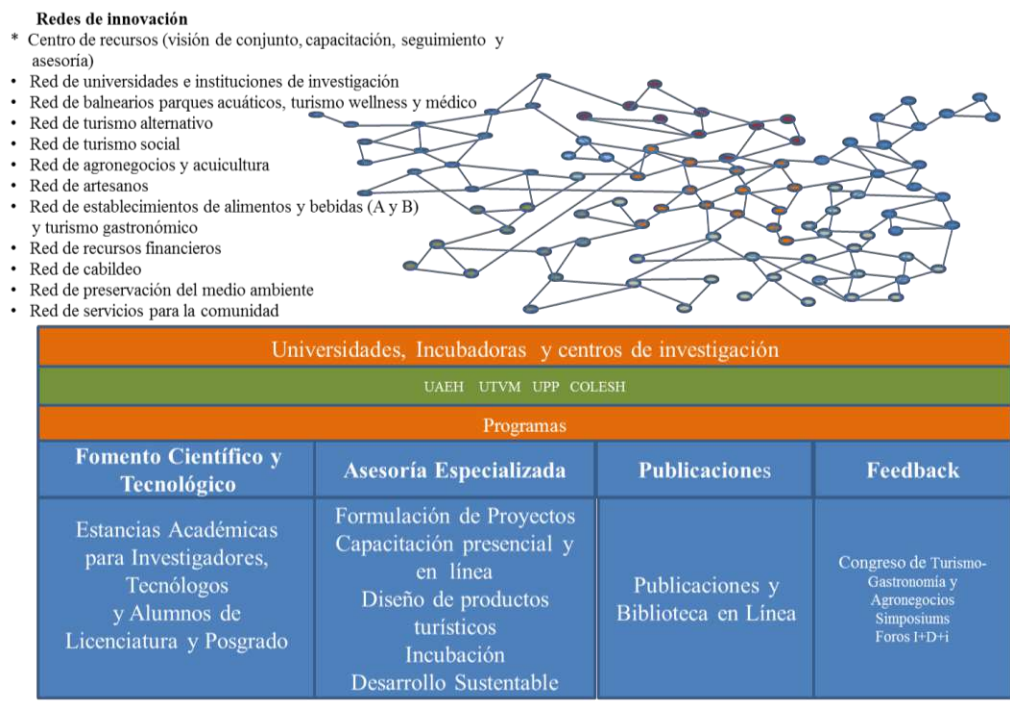 Redes de innovación
* Centro de recursos (visión de conjunto, capacitación, seguimiento y
asesoría)
• Red de universidades e instituciones de investigación
• Red de balnearios parques acuáticos, turismo wellness y médico
• Red de turismo alternativo
• Red de turismo social
• Red de agronegocios y acuicultura
• Red de artesanos
• Red de establecimientos de alimentos y bebidas (A y B)
y turismo gastronómico
• Red de recursos financieros
• Red de cabildeo
• Red de preservación del medio ambiente
• Red de servicios para la comunidad
Universidades, Incubadoras y centros de investigación
UAEH UTVM UPP COLESH
Programas
Fomento Científico y
Tecnológico
Asesoría Especializada
Publicaciones
Feedback
Estancias Académicas
para Investigadores,
Tecnólogos
y Alumnos de
Licenciatura y Posgrado
Formulación de Proyectos
Capacitación presencial y
en línea
Diseño de productos
turísticos
Incubación
Desarrollo Sustentable
Publicaciones y
Biblioteca en Línea
Congreso de Turismo-
Gastronomía y
Agronegocios
Simposiums
Foros I+D+i